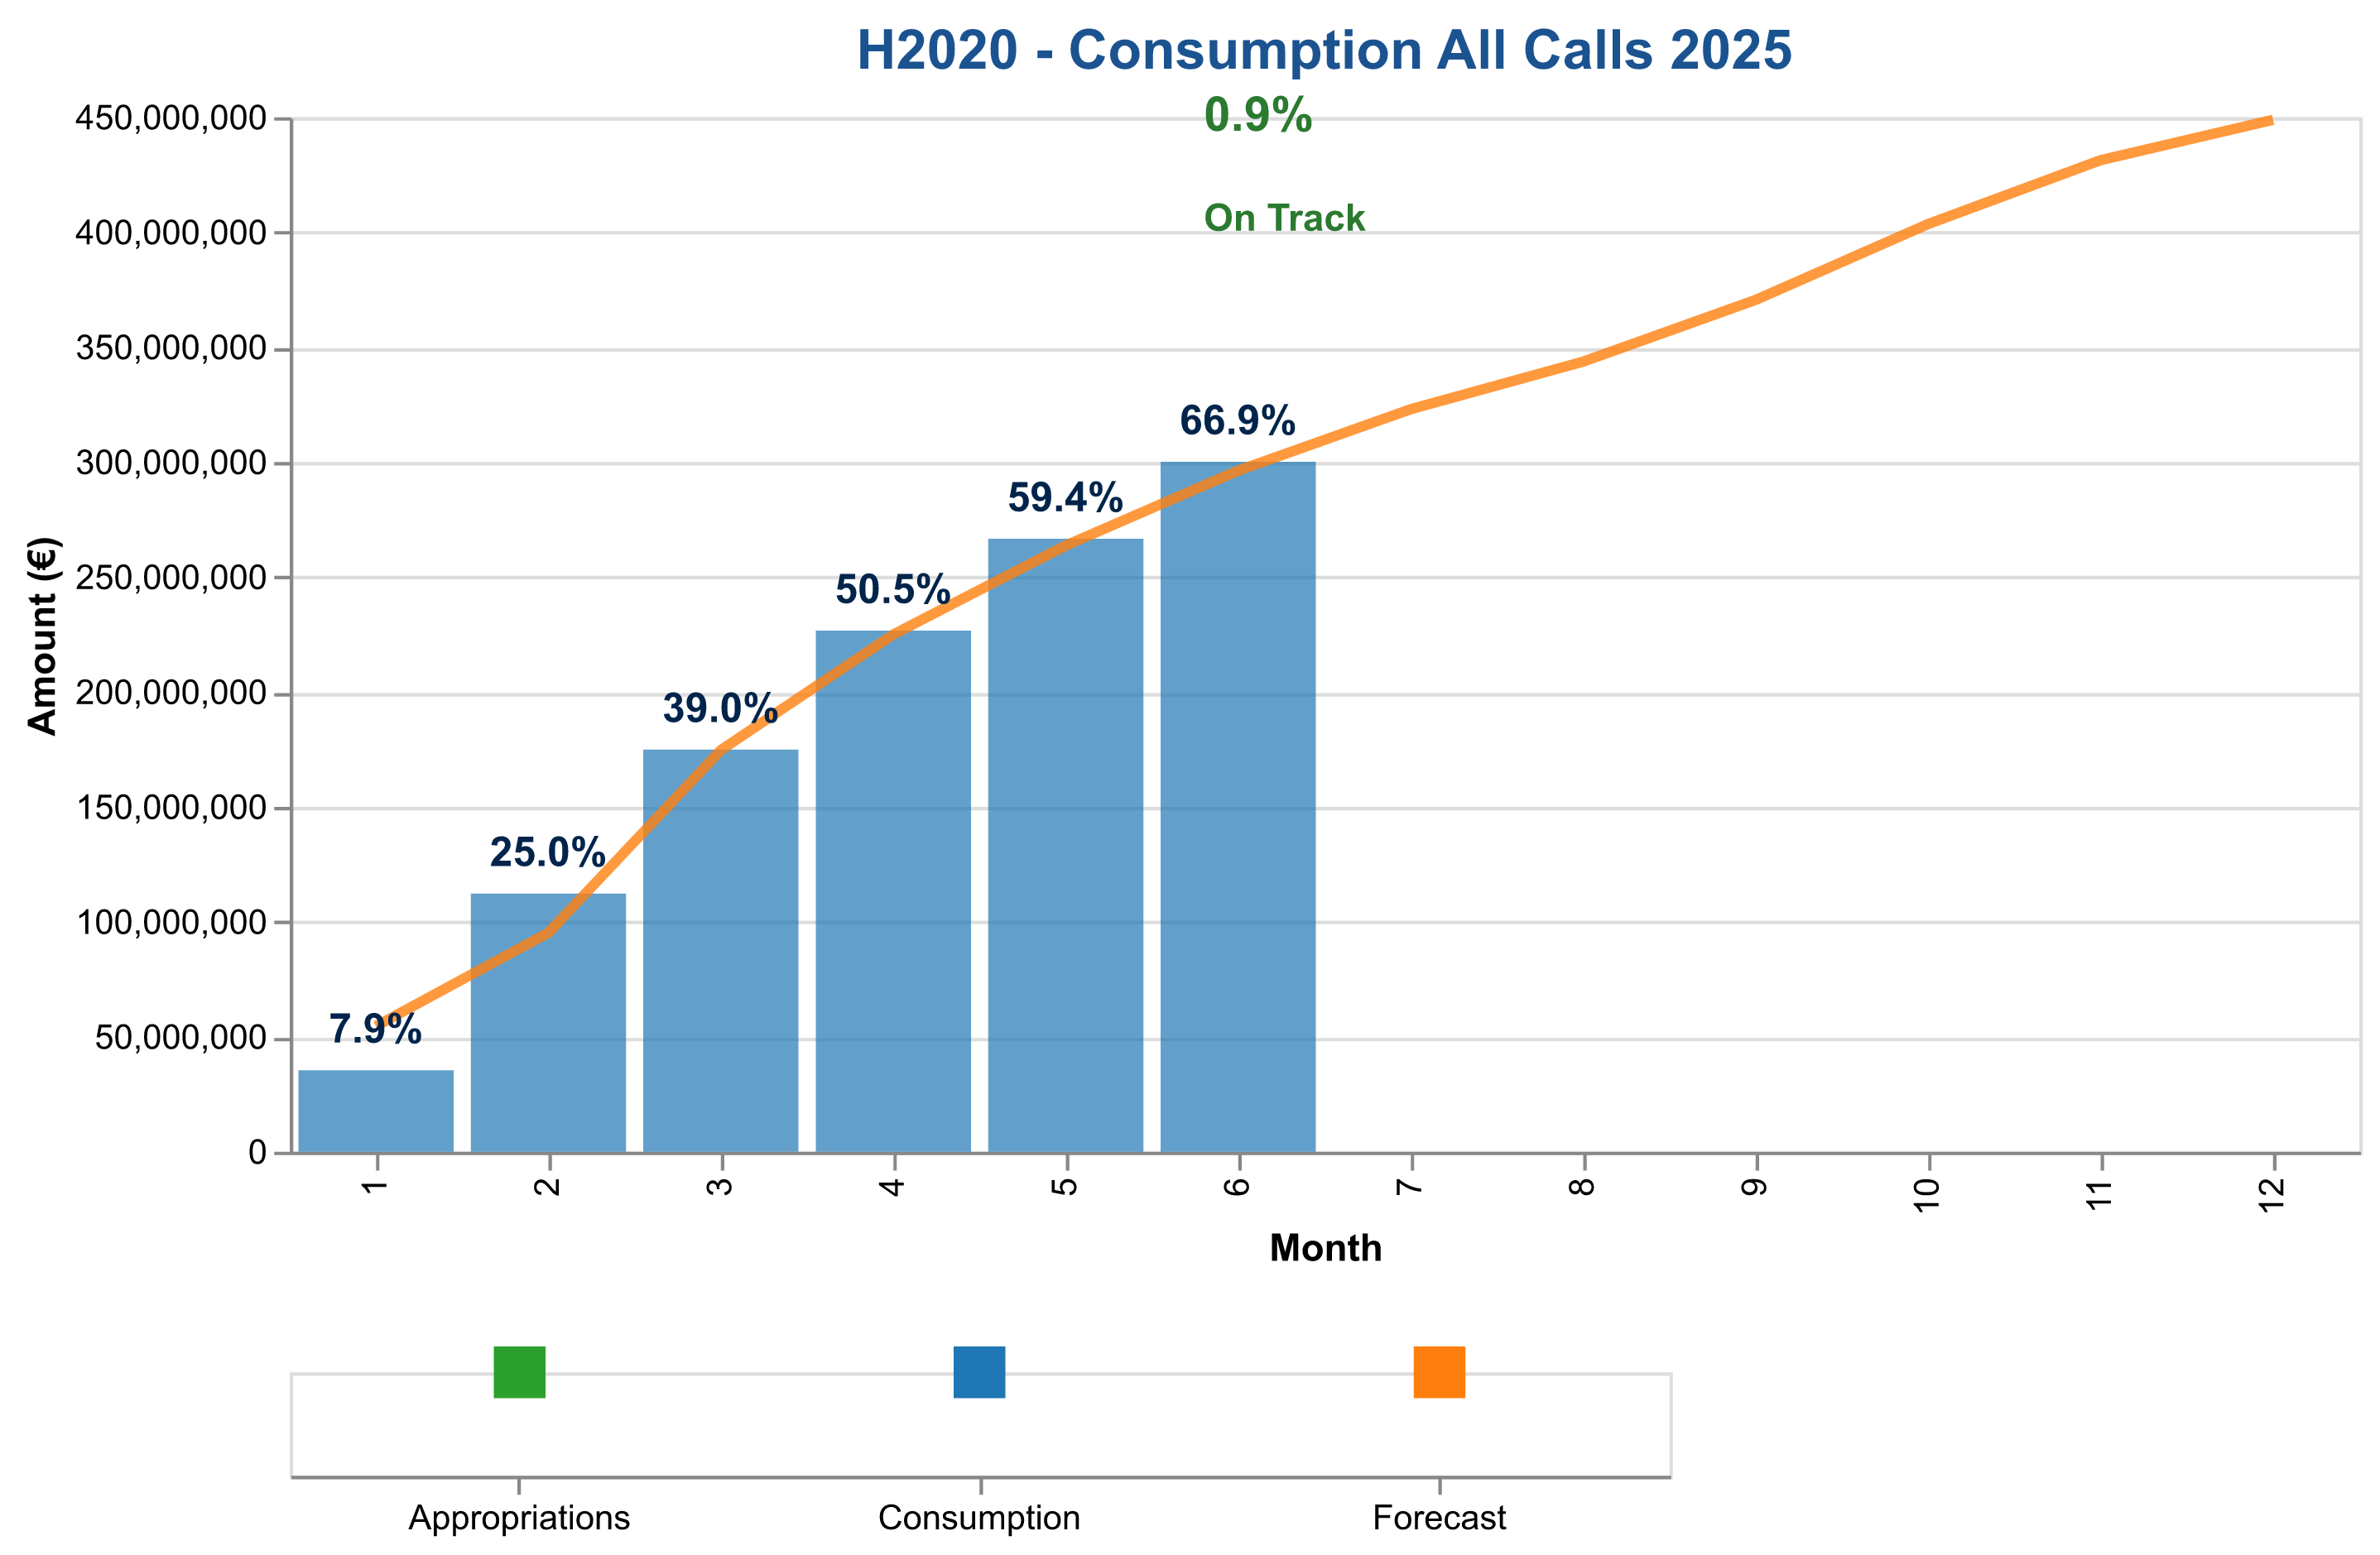 H2020 - Consumption All Calls 2025
0.9%
On Track
Amount (€)
450,000,000
400,000,000
350,000,000
300,000,000
250,000,000
200,000,000
150,000,000
100,000,000
50,000,000
0
7.9%
25.0%
39.0%
50.5%
59.4%
66.9%
1 2 3 4 5 6 7 8 9 10 11 12
Month
Appropriations Consumption Forecast